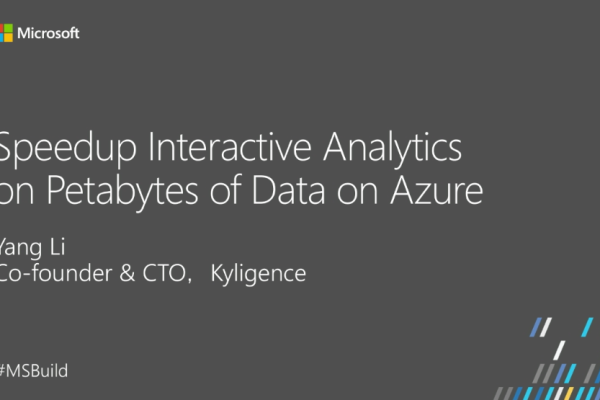 Microsoft
Speedup Interactive Analytics
on Petabytes of Data on Azure
Yang Li
Co-founder & CTO, Kyligence
#MSBuild